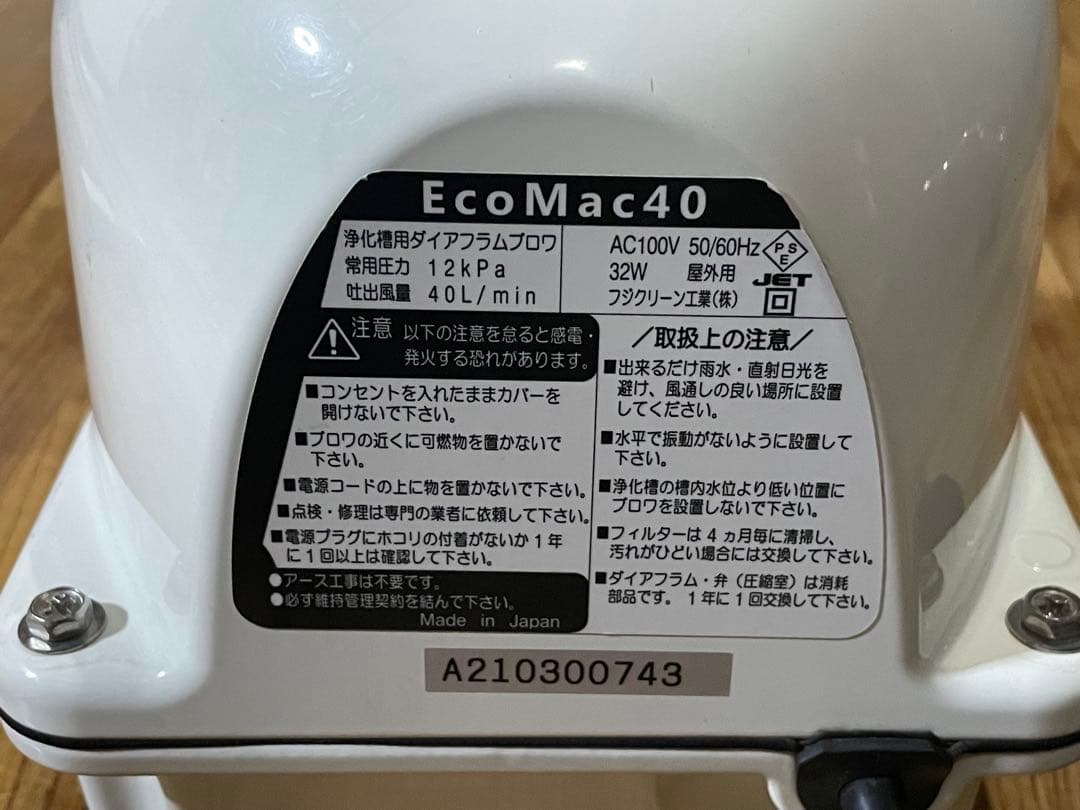 EcoMac40
浄化槽用ダイアフラムブロワ
常用圧力 12kPa
吐出風量 40L/min
AC100V 50/60Hz
32W 屋外用
フジクリーン工業(株)
PSE
JET
注意 以下の注意を怠ると感電・
発火する恐れがあります。
■コンセントを入れたままカバーを
開けないで下さい。
■ブロワの近くに可燃物を置かないで
下さい。
■電源コードの上に物を置かないで下さい。
■点検・修理は専門の業者に依頼して下さい。
■電源プラグにホコリの付着がないか1年
に1回以上は確認して下さい。
●アース工事は不要です。
●必ず維持管理契約を結んで下さい。
Made in Japan
/取扱上の注意/
■出来るだけ雨水・直射日光を
避け、風通しの良い場所に設置
してください。
■水平で振動がないように設置して
下さい。
■浄化槽の槽内水位より低い位置に
ブロワを設置しないで下さい。
■フィルターは4ヵ月毎に清掃し、
汚れがひどい場合には交換して下さい。
■ダイアフラム・弁（圧縮室）は消耗
部品です。1年に1回交換して下さい。
A210300743